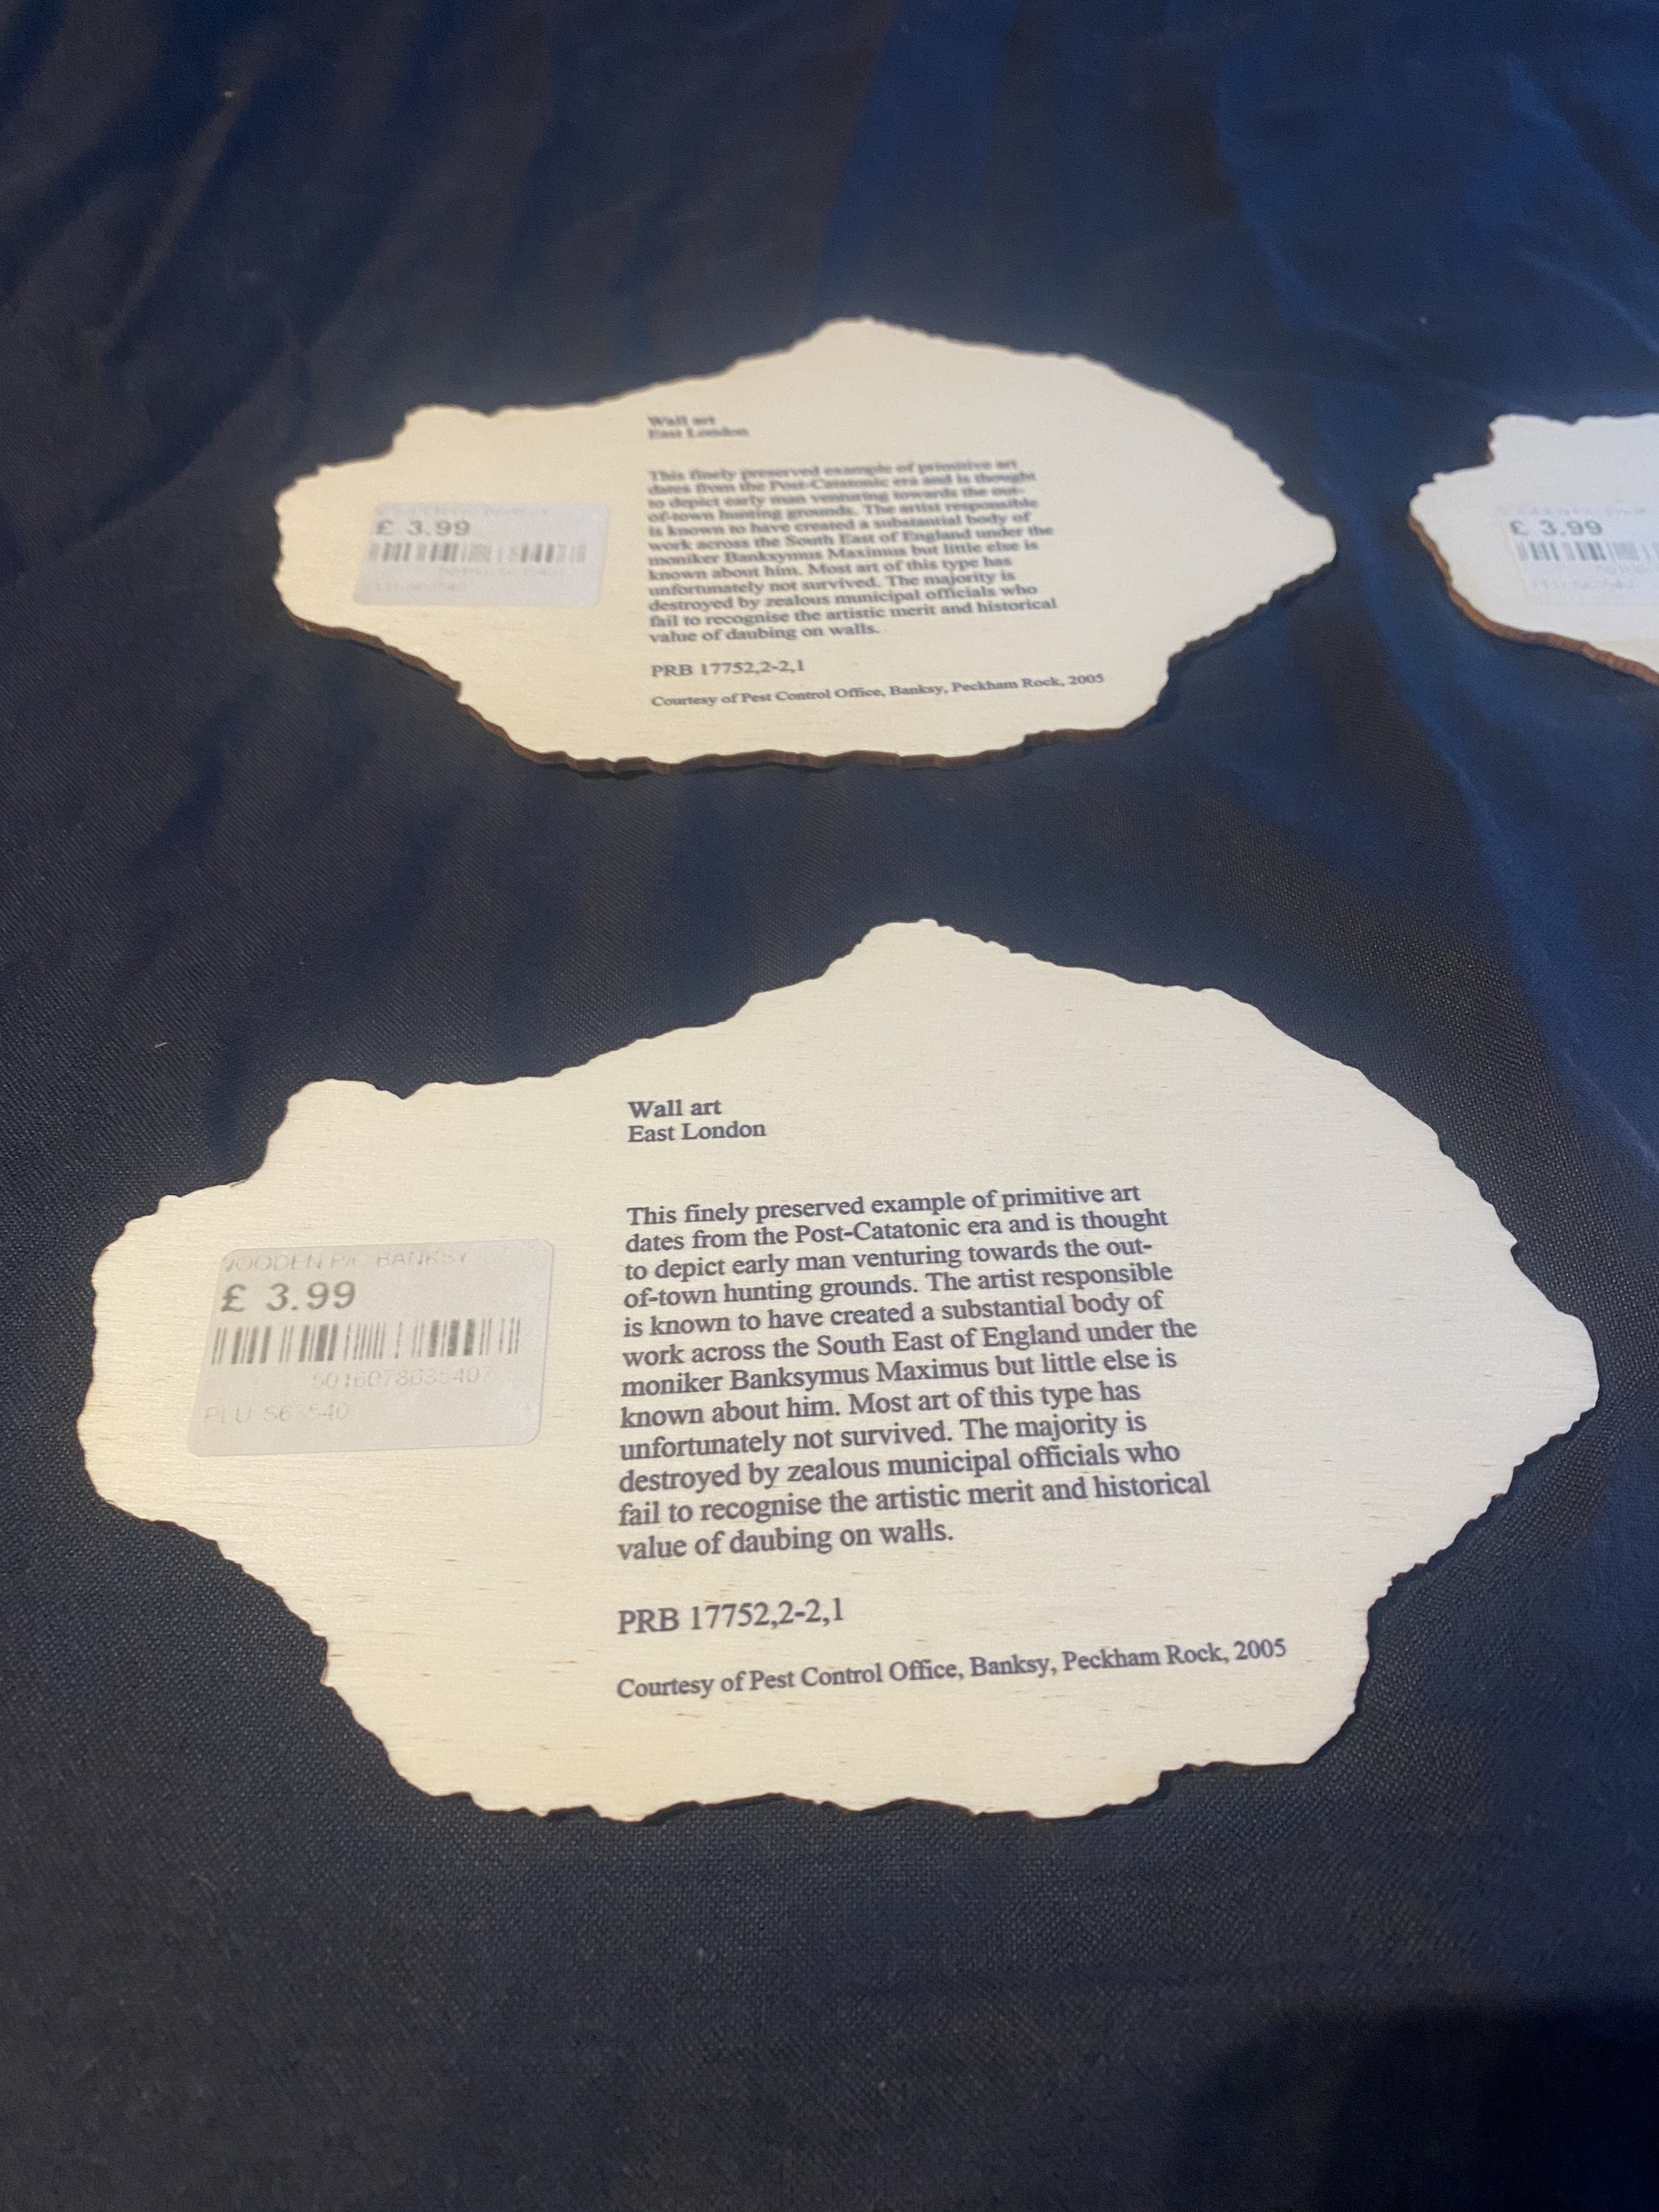 Wall art
East London
This finely preserved example of primitive art
dates from the Post-Catatonic era and is thought
to depict early man venturing towards the out-
of-town hunting grounds. The artist responsible
is known to have created a substantial body of
work across the South East of England under the
moniker Banksymus Maximus but little else is
known about him. Most art of this type has
unfortunately not survived. The majority is
destroyed by zealous municipal officials who
fail to recognise the artistic merit and historical
value of daubing on walls.
PRB 17752,2-2,1
Courtesy of Pest Control Office, Banksy, Peckham Rock, 2005
£ 3.99
£ 3.99
WOODEN P/C BANKSY
£ 3.99
Wall art
East London
This finely preserved example of primitive art
dates from the Post-Catatonic era and is thought
to depict early man venturing towards the out-
of-town hunting grounds. The artist responsible
is known to have created a substantial body of
work across the South East of England under the
moniker Banksymus Maximus but little else is
known about him. Most art of this type has
unfortunately not survived. The majority is
destroyed by zealous municipal officials who
fail to recognise the artistic merit and historical
value of daubing on walls.
PRB 17752,2-2,1
Courtesy of Pest Control Office, Banksy, Peckham Rock, 2005